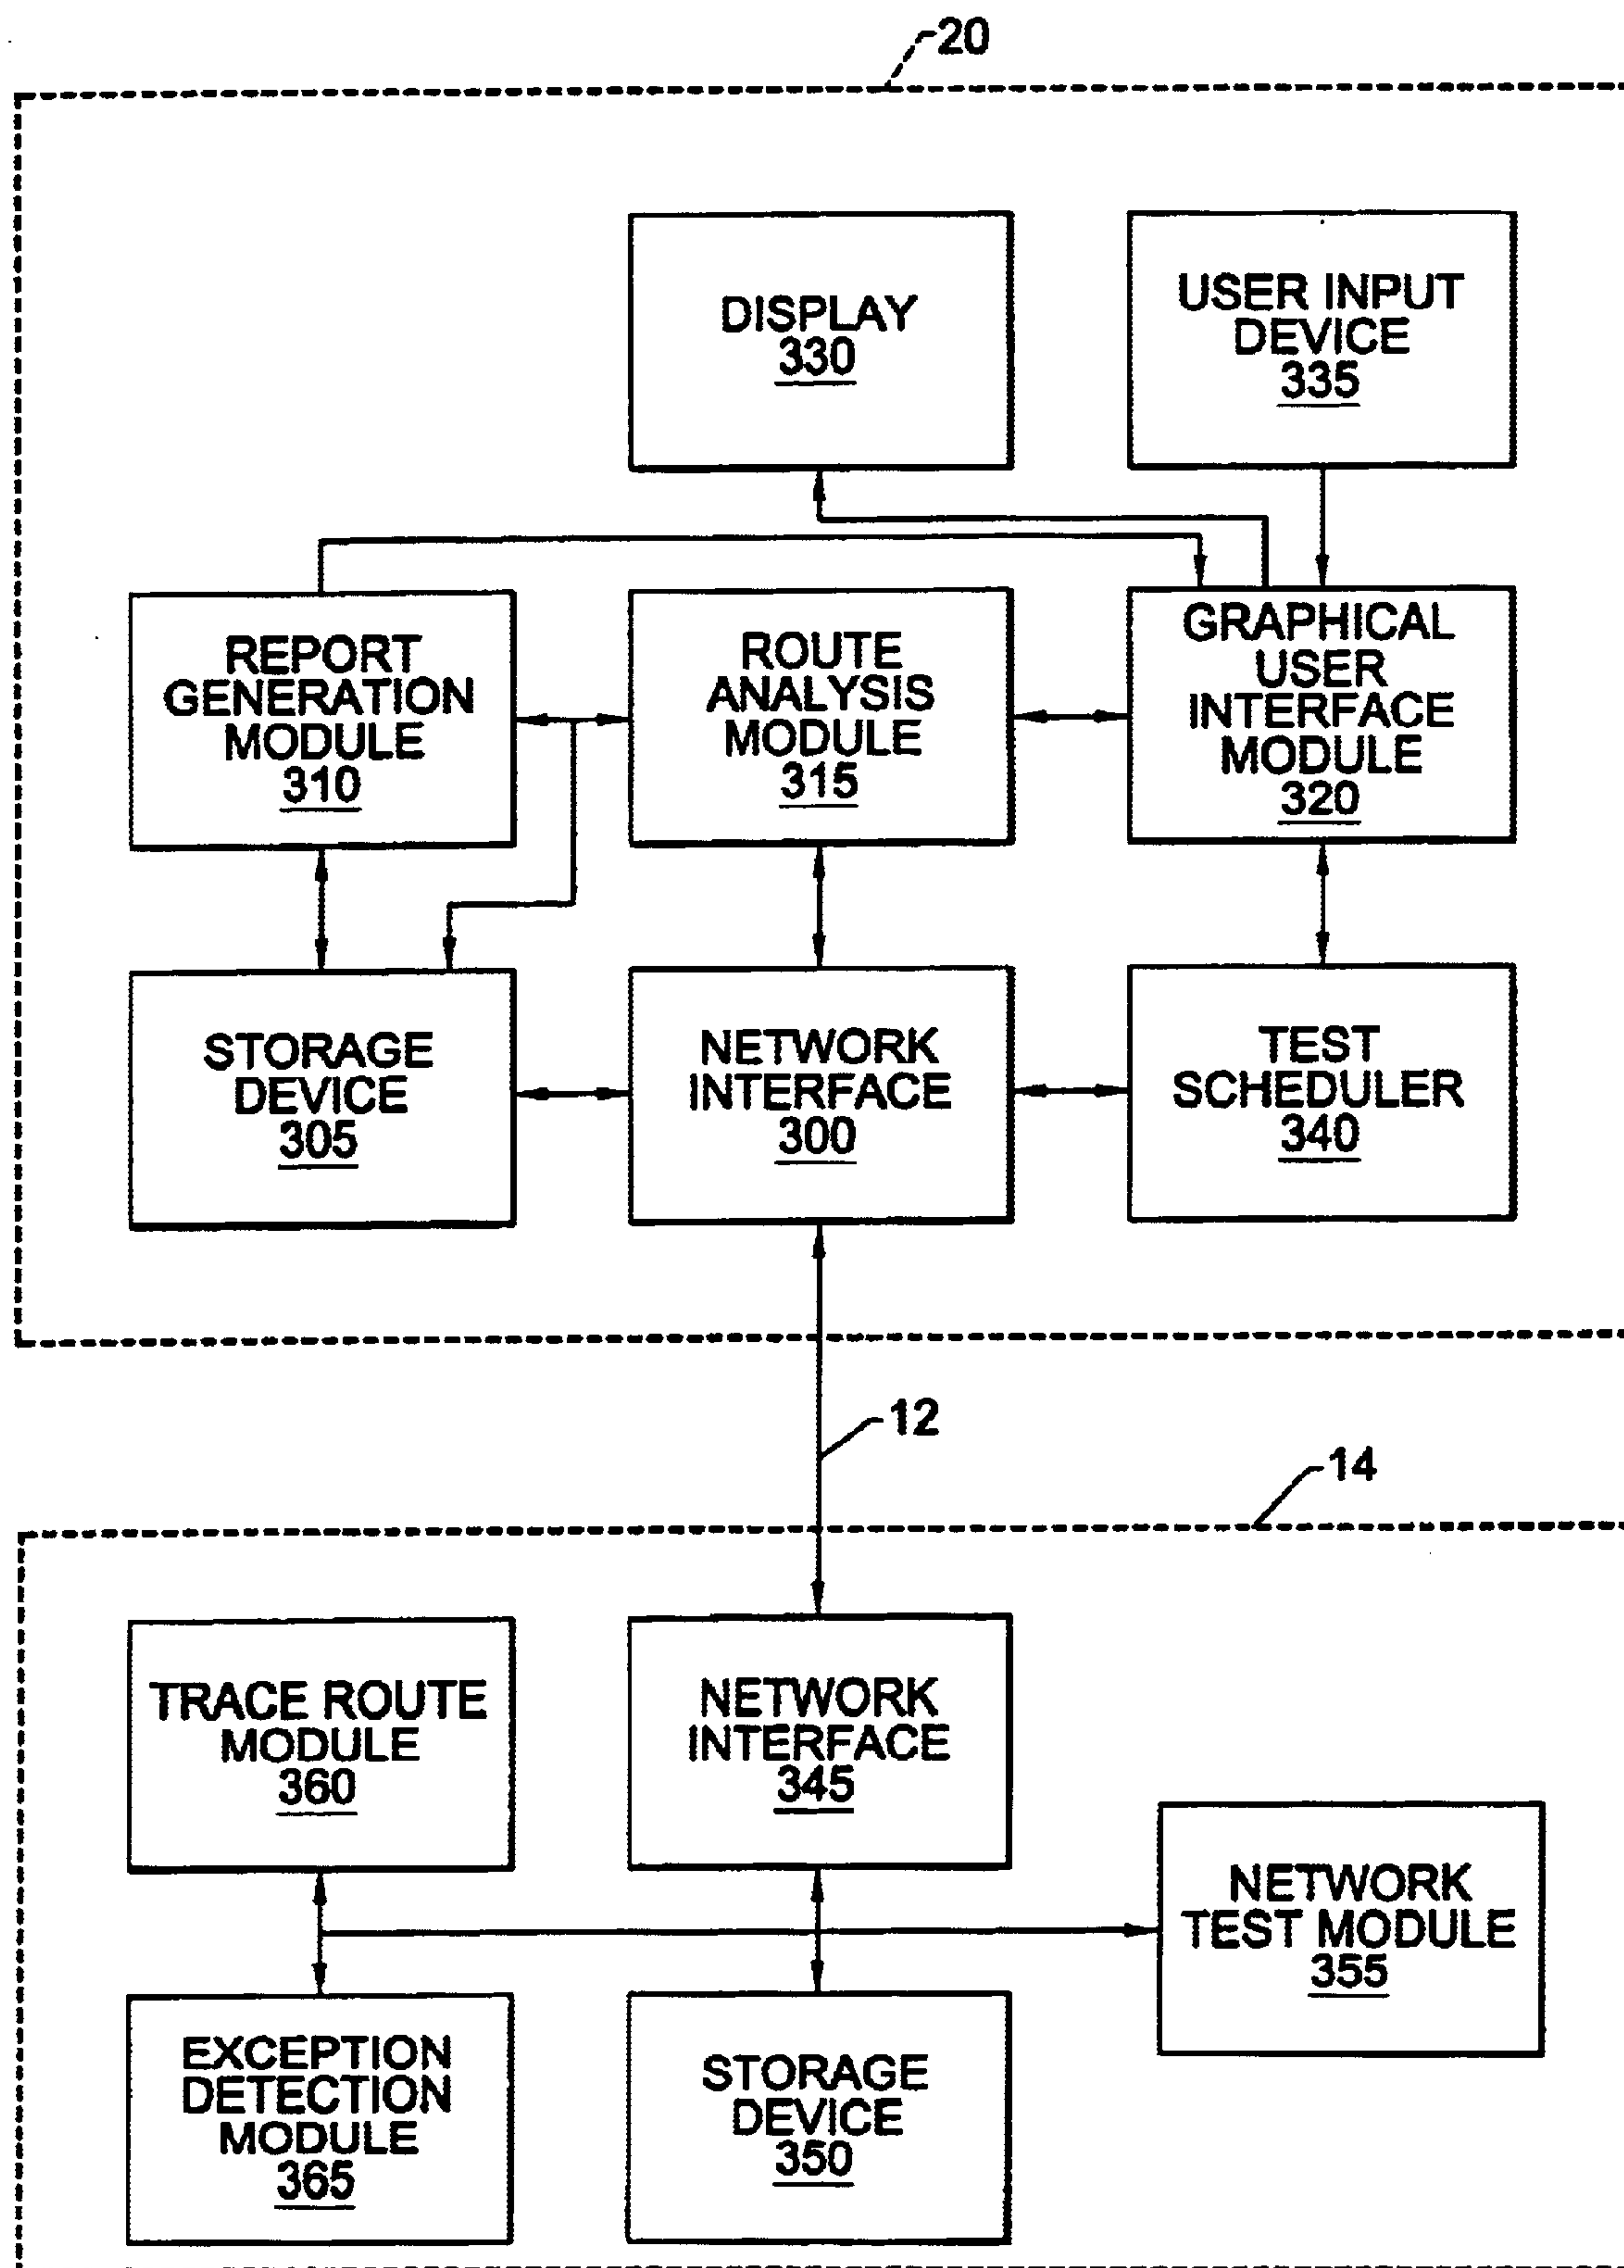 20
DISPLAY
330
USER INPUT
DEVICE
335
REPORT
GENERATION
MODULE
310
ROUTE
ANALYSIS
MODULE
315
GRAPHICAL
USER
INTERFACE
MODULE
320
STORAGE
DEVICE
305
NETWORK
INTERFACE
300
TEST
SCHEDULER
340
12
14
TRACE ROUTE
MODULE
360
NETWORK
INTERFACE
345
NETWORK
TEST MODULE
355
EXCEPTION
DETECTION
MODULE
365
STORAGE
DEVICE
350